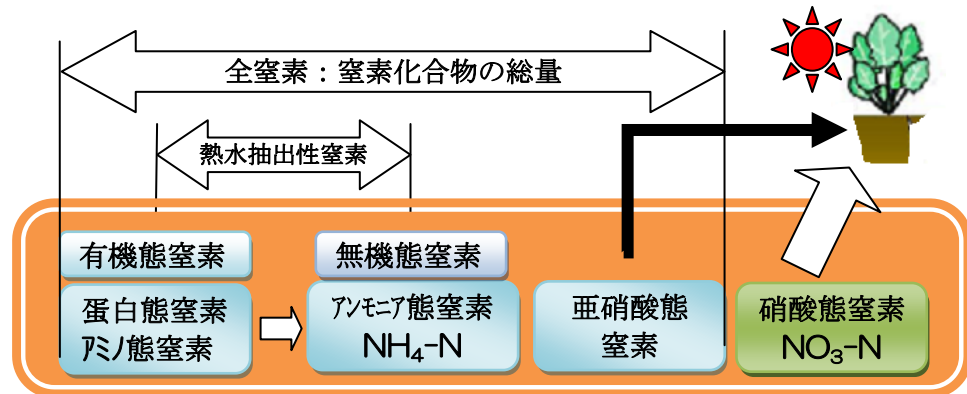 全窒素：窒素化合物の総量
熱水抽出性窒素
有機態窒素
無機態窒素
蛋白態窒素
アミノ態窒素
アンモニア態窒素
NH₄-N
亜硝酸態
窒素
硝酸態窒素
NO₃-N